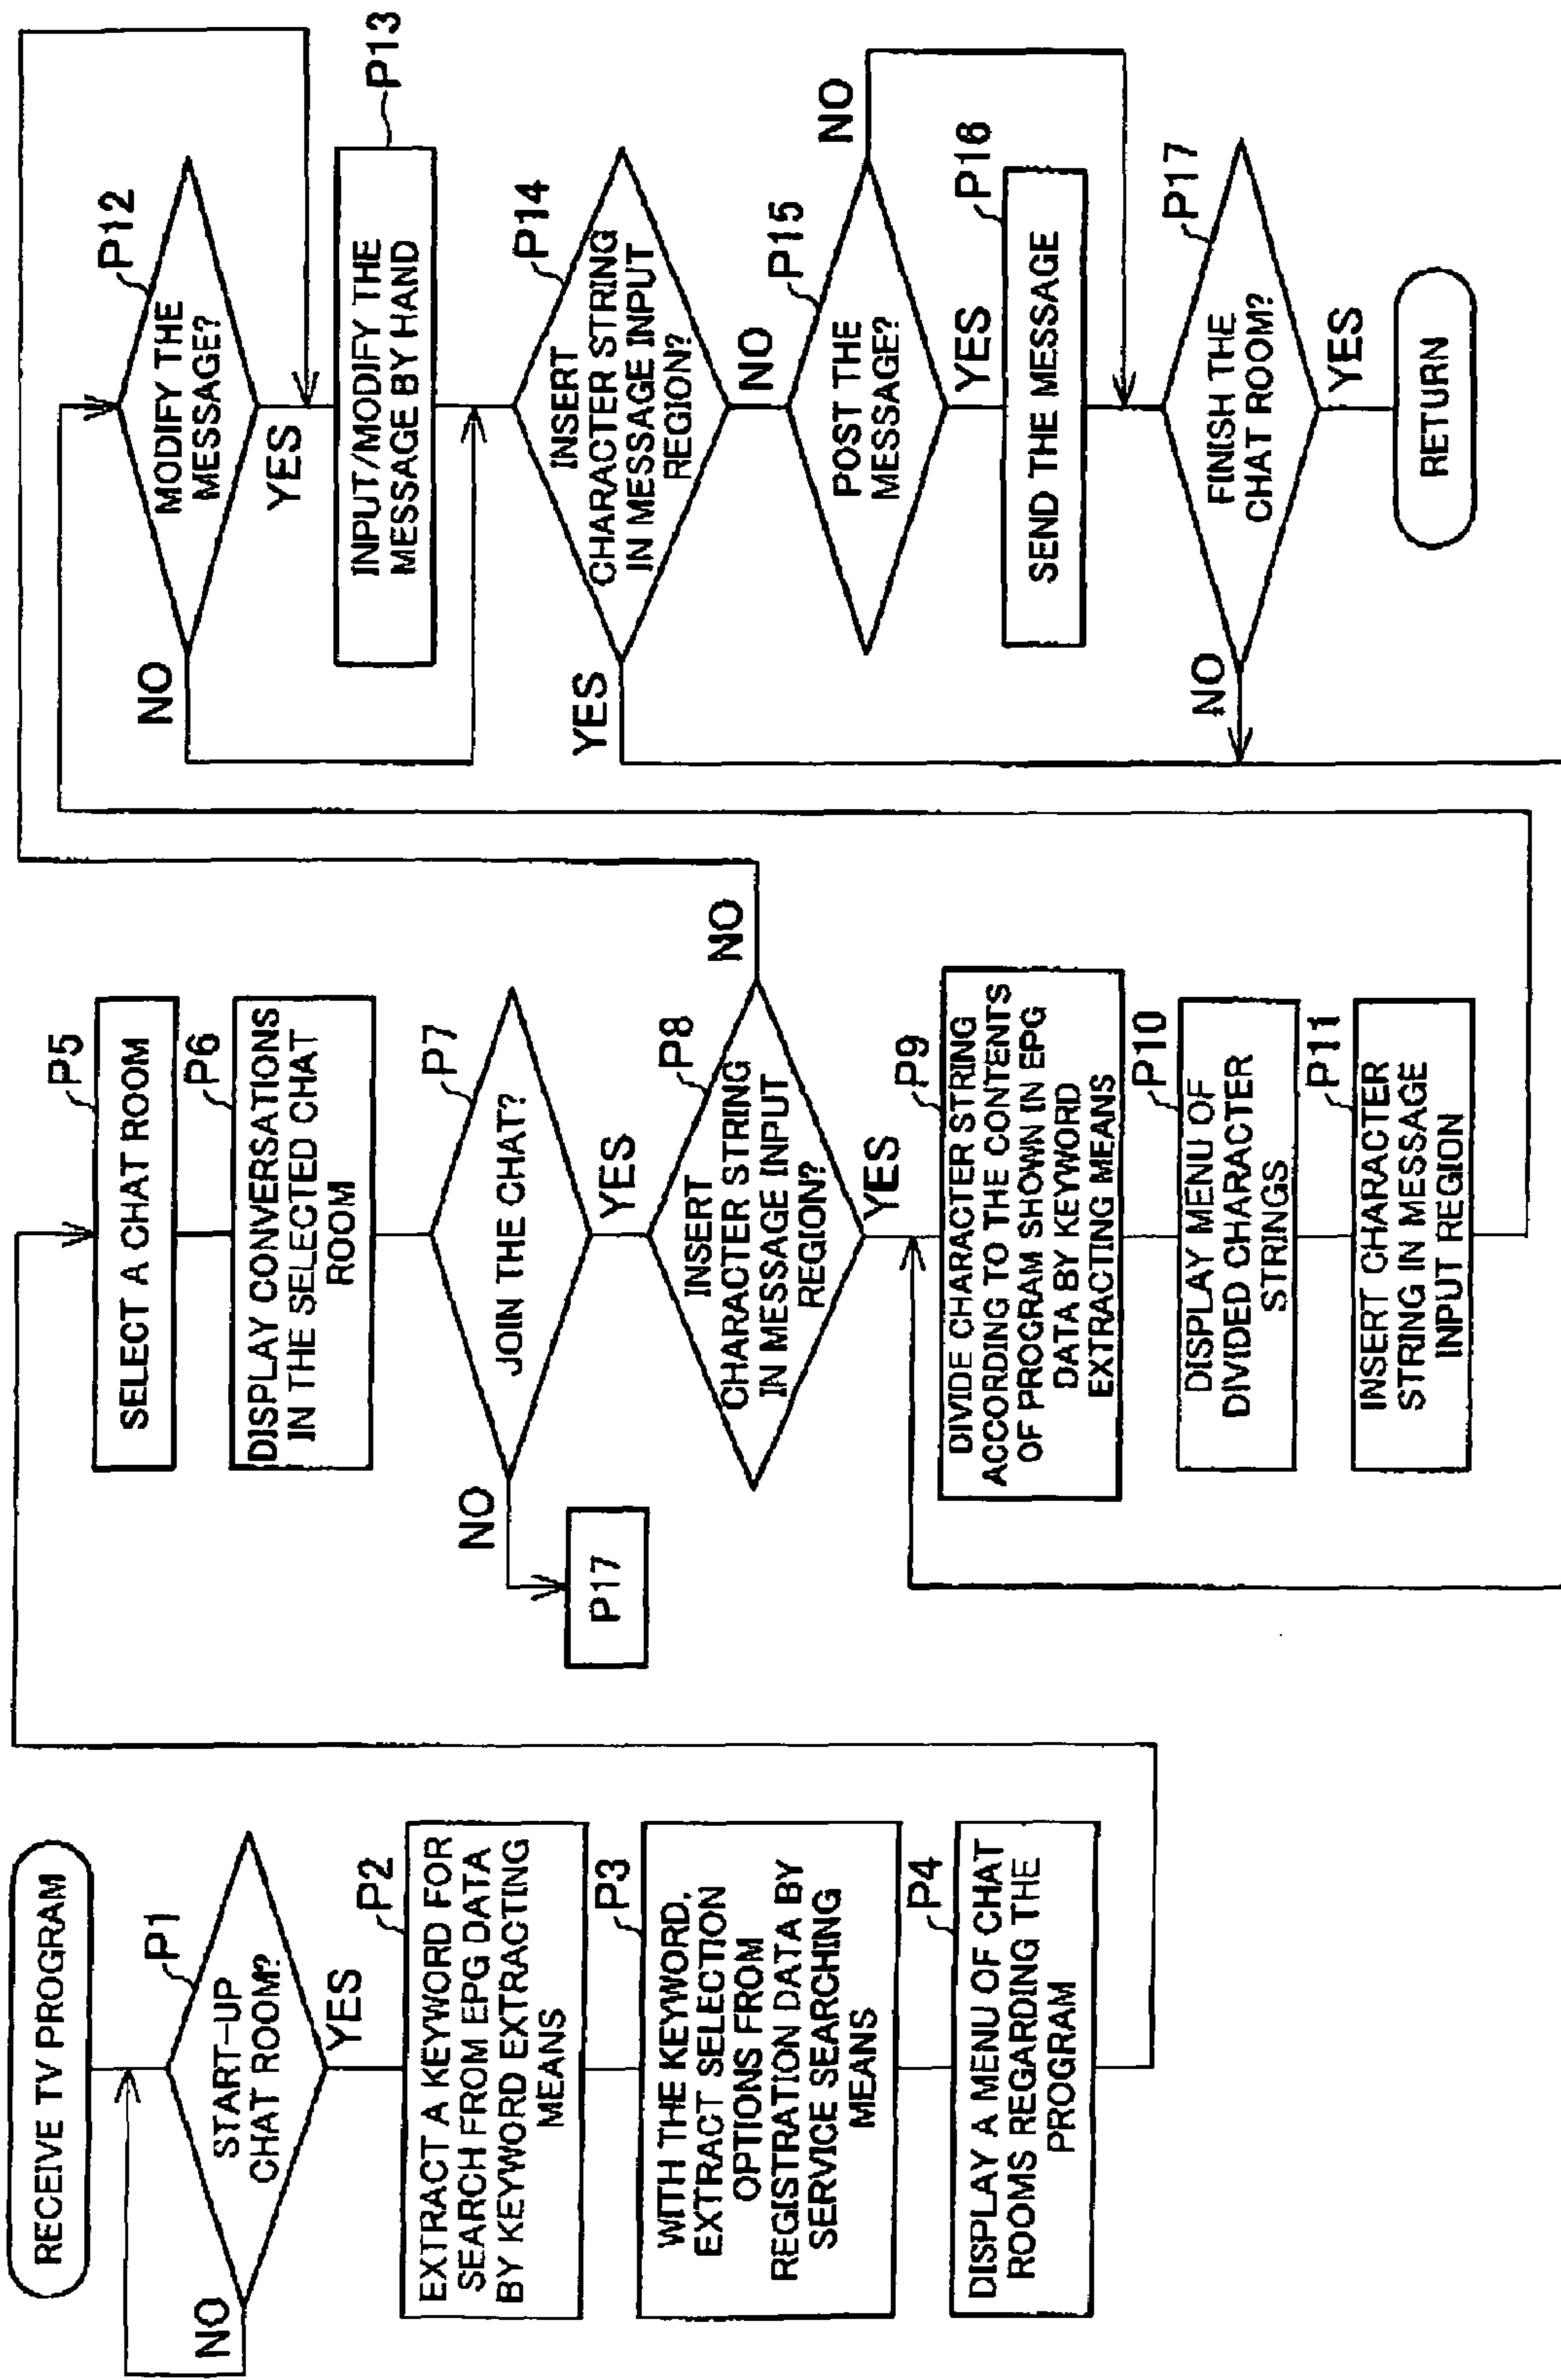 RECEIVE TV PROGRAM
P1
START-UP
CHAT ROOM?
NO
YES
P2
EXTRACT A KEYWORD FOR
SEARCH FROM EPG DATA
BY KEYWORD EXTRACTING
MEANS
P3
WITH THE KEYWORD,
EXTRACT SELECTION
OPTIONS FROM
REGISTRATION DATA BY
SERVICE SEARCHING
MEANS
P4
DISPLAY A MENU OF CHAT
ROOMS REGARDING THE
PROGRAM
P5
SELECT A CHAT ROOM
P6
DISPLAY CONVERSATIONS
IN THE SELECTED CHAT
ROOM
P7
JOIN THE CHAT?
NO
P17
YES
P8
INSERT
CHARACTER STRING
IN MESSAGE INPUT
REGION?
NO
YES
P9
DIVIDE CHARACTER STRING
ACCORDING TO THE CONTENTS
OF PROGRAM SHOWN IN EPG
DATA BY KEYWORD
EXTRACTING MEANS
P10
DISPLAY MENU OF
DIVIDED CHARACTER
STRINGS
P11
INSERT CHARACTER
STRING IN MESSAGE
INPUT REGION
P12
MODIFY THE
MESSAGE?
NO
YES
P13
INPUT/MODIFY THE
MESSAGE BY HAND
P14
INSERT
CHARACTER STRING
IN MESSAGE INPUT
REGION?
YES
NO
P15
POST THE
MESSAGE?
NO
YES
P16
SEND THE MESSAGE
P17
FINISH THE
CHAT ROOM?
NO
YES
RETURN